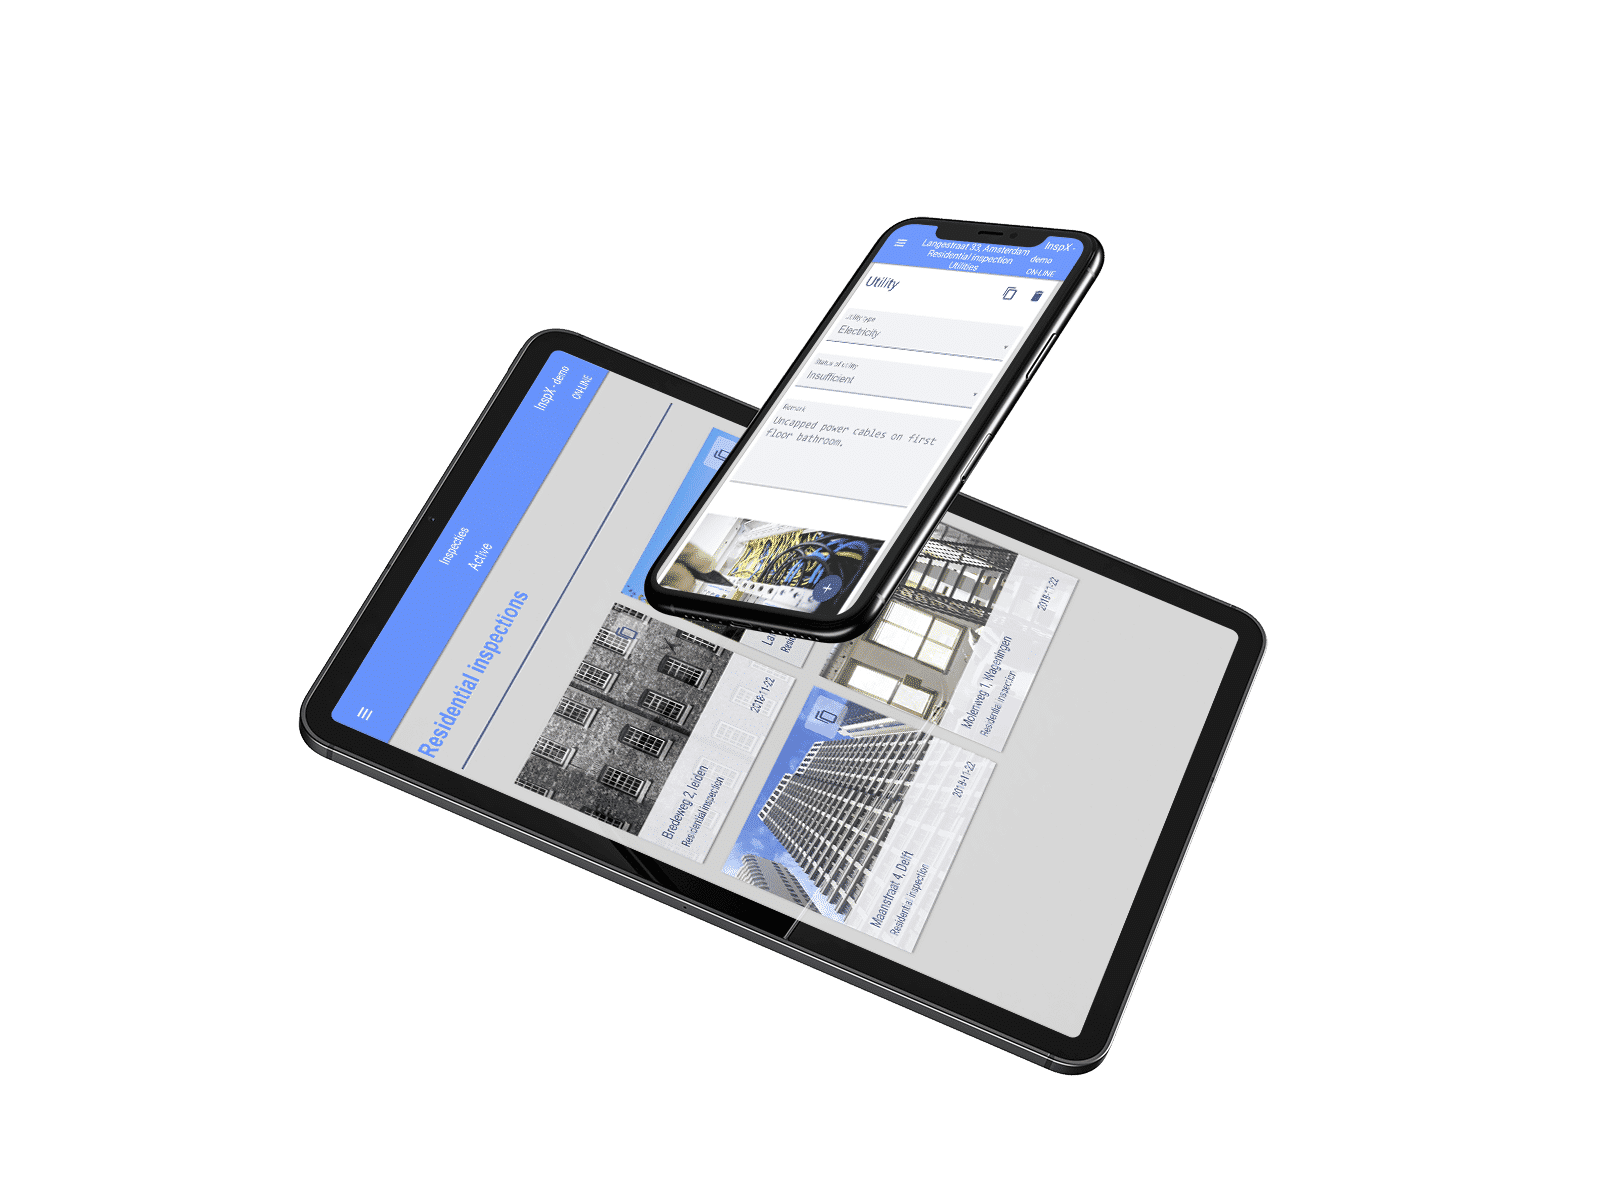 Langestraat 33, Amsterdam
Residential inspection
Utilities
InspX -
demo
ON-LINE
Utility
Utility type
Electricity
Status of utility
Insufficient
Remark
Uncapped power cables on first
floor bathroom.
+
InspX - demo
ON-LINE
Inspecties
Active
Residential inspections
La
Resi
2018-11-22
Bredeweg 2, leiden
Residential inspection
2018-11-22
Molenweg 1, Wageningen
Residential inspection
2018-11-22
Maanstraat 4, Delft
Residential inspection